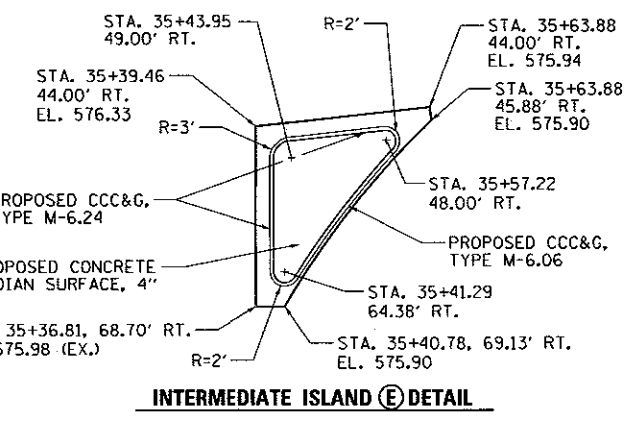 STA. 35+43.95
49.00' RT.
R=2'
STA. 35+63.88
44.00' RT.
EL. 575.94
STA. 35+39.46
44.00' RT.
EL. 576.33
STA. 35+63.88
45.88' RT.
EL. 575.90
R=3'
STA. 35+57.22
48.00' RT.
ROPOSED CCC&G,
YPE M-6.24
PROPOSED CCC&G,
TYPE M-6.06
OPOSED CONCRETE
DIAN SURFACE, 4"
STA. 35+41.29
64.38' RT.
35+36.81, 68.70' RT.
575.98 (EX.)
R=2'
STA. 35+40.78, 69.13' RT.
EL. 575.90
INTERMEDIATE ISLAND E DETAIL